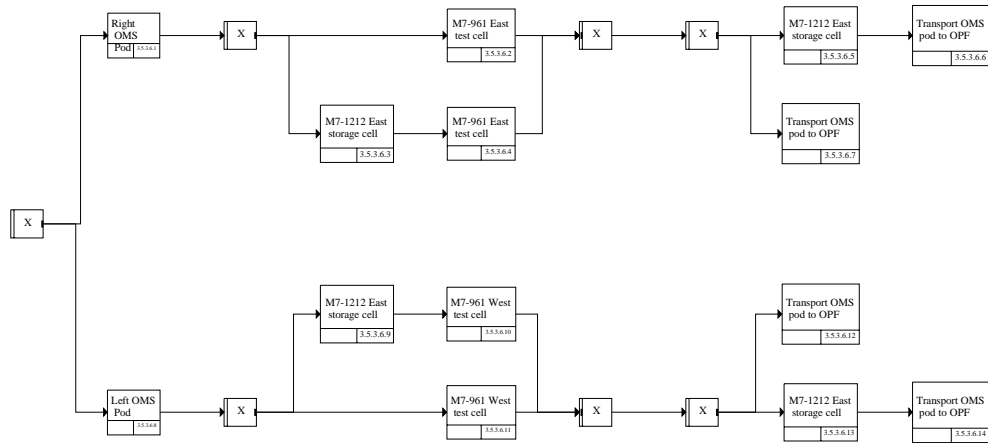 Right
OMS
Pod
3.5.3.6.1
X
M7-961 East
test cell
3.5.3.6.2
X
X
M7-1212 East
storage cell
3.5.3.6.5
Transport OMS
pod to OPF
3.5.3.6.6
M7-1212 East
storage cell
3.5.3.6.3
M7-961 East
test cell
3.5.3.6.4
Transport OMS
pod to OPF
3.5.3.6.7
X
M7-1212 East
storage cell
3.5.3.6.9
M7-961 West
test cell
3.5.3.6.10
Transport OMS
pod to OPF
3.5.3.6.12
Left OMS
Pod
3.5.3.6.8
X
M7-961 West
test cell
3.5.3.6.11
X
X
M7-1212 East
storage cell
3.5.3.6.13
Transport OMS
pod to OPF
3.5.3.6.14